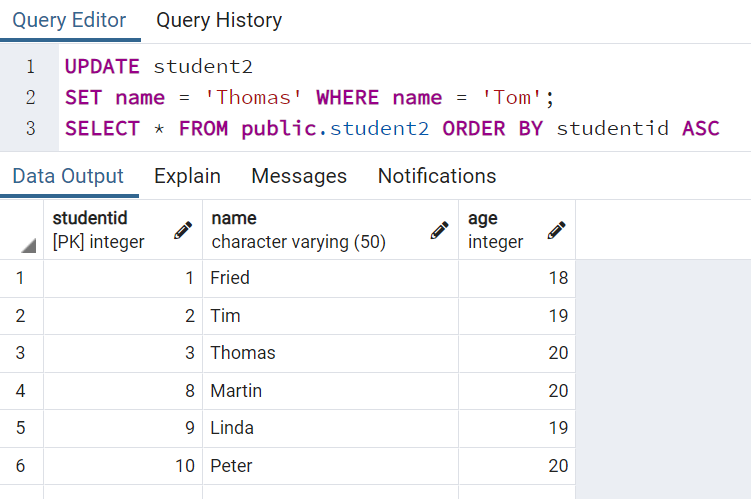 Query Editor Query History
1 UPDATE student2
2 SET name = 'Thomas' WHERE name = 'Tom';
3 SELECT * FROM public.student2 ORDER BY studentid ASC
Data Output Explain Messages Notifications
studentid name age
[PK] integer character varying (50) integer
1 1 Fried 18
2 2 Tim 19
3 3 Thomas 20
4 8 Martin 20
5 9 Linda 19
6 10 Peter 20